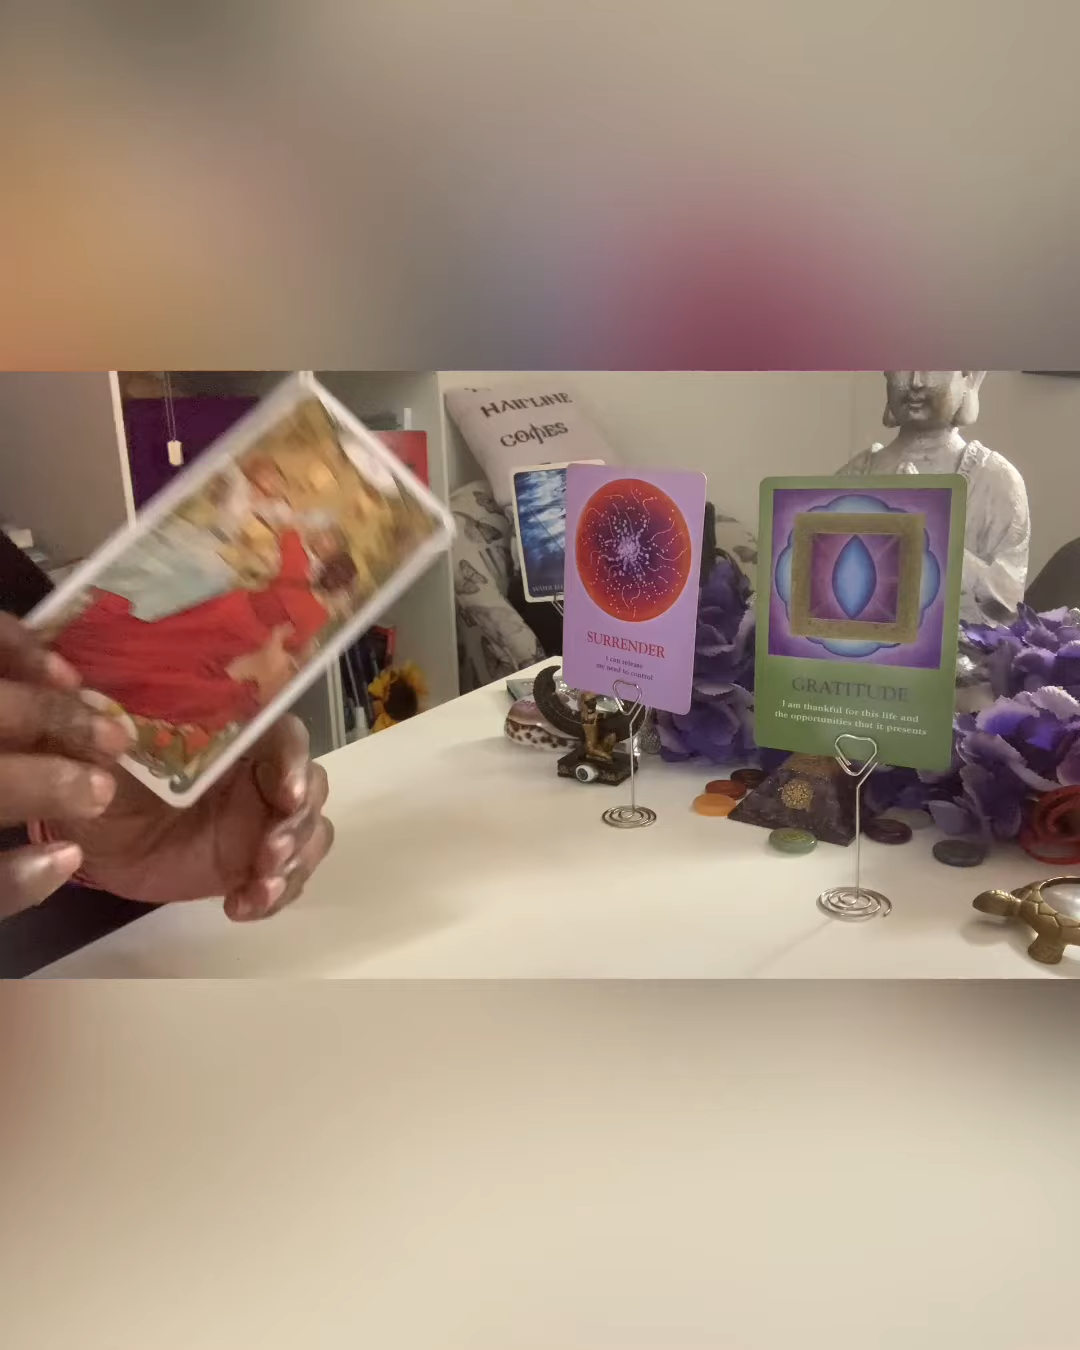 HAIRLINE
COMES
SURRENDER
I can release
my need to control
GRATITUDE
I am thankful for this life and
the opportunities that it presents